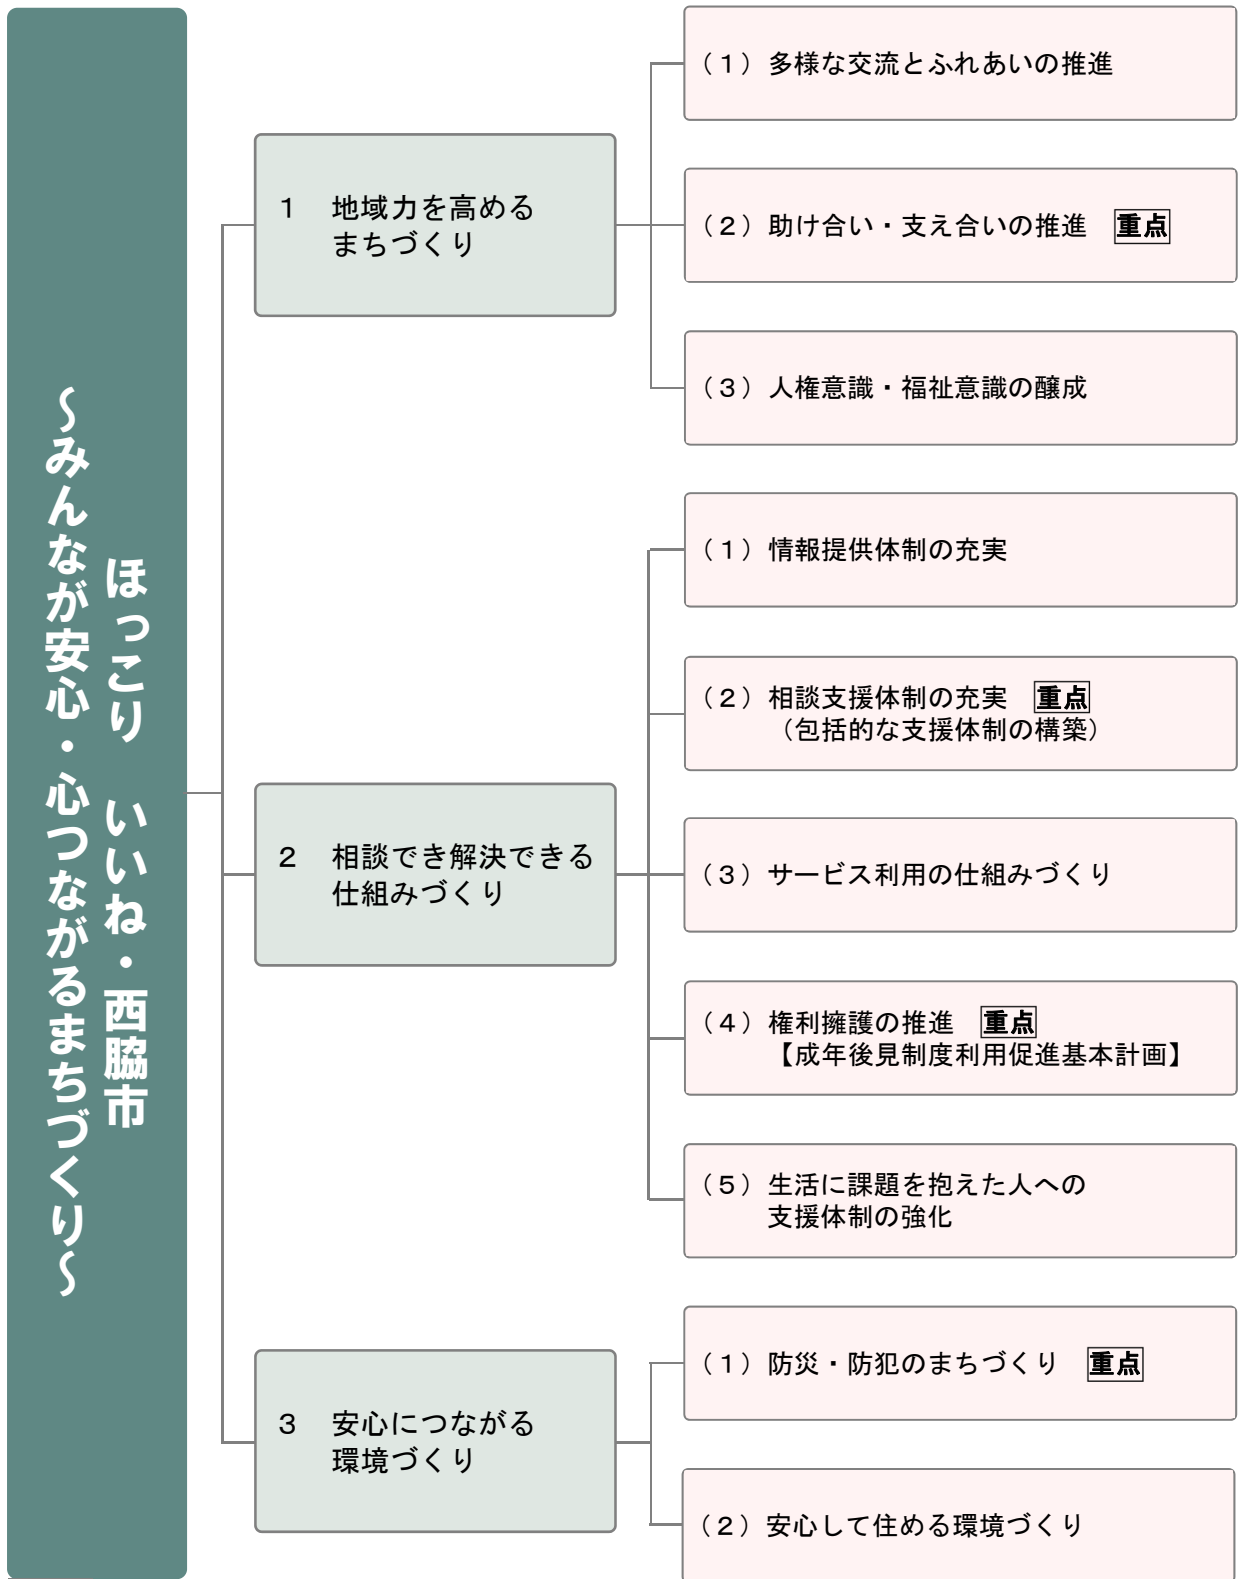 ほっこり　いいね・西脇市
～みんなが安心・心つながるまちづくり～
１　地域力を高める
まちづくり
（１）多様な交流とふれあいの推進
（２）助け合い・支え合いの推進　重点
（３）人権意識・福祉意識の醸成
２　相談でき解決できる
仕組みづくり
（１）情報提供体制の充実
（２）相談支援体制の充実　重点
（包括的な支援体制の構築）
（３）サービス利用の仕組みづくり
（４）権利擁護の推進　重点
【成年後見制度利用促進基本計画】
（５）生活に課題を抱えた人への
支援体制の強化
３　安心につながる
環境づくり
（１）防災・防犯のまちづくり　重点
（２）安心して住める環境づくり